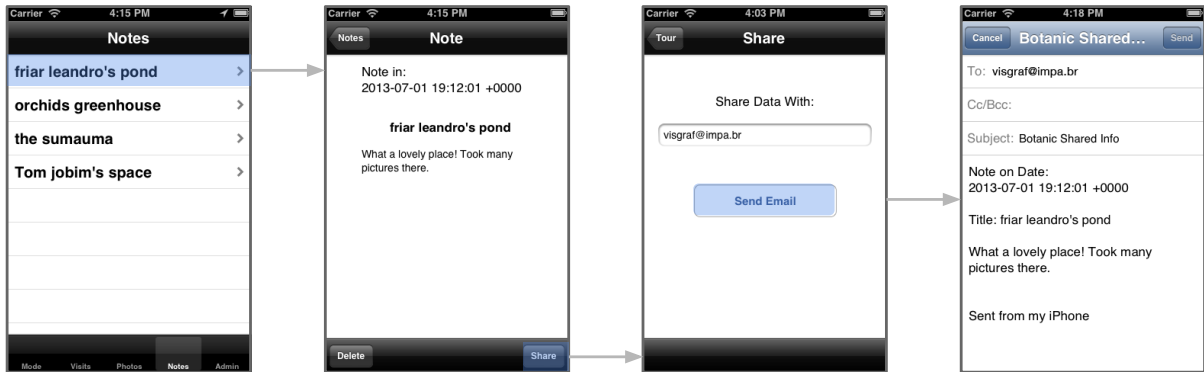 Carrier 4:15 PM
Notes
friar leandro's pond
orchids greenhouse
the sumauma
Tom jobim's space
Mode Visits Photos Notes Admin
Carrier 4:15 PM
Notes Note
Note in:
2013-07-01 19:12:01 +0000
friar leandro's pond
What a lovely place! Took many
pictures there.
Delete Share
Carrier 4:03 PM
Tour Share
Share Data With:
visgraf@impa.br
Send Email
Carrier 4:18 PM
Cancel Botanic Shared... Send
To: visgraf@impa.br
Cc/Bcc:
Subject: Botanic Shared Info
Note on Date:
2013-07-01 19:12:01 +0000
Title: friar leandro's pond
What a lovely place! Took many
pictures there.
Sent from my iPhone